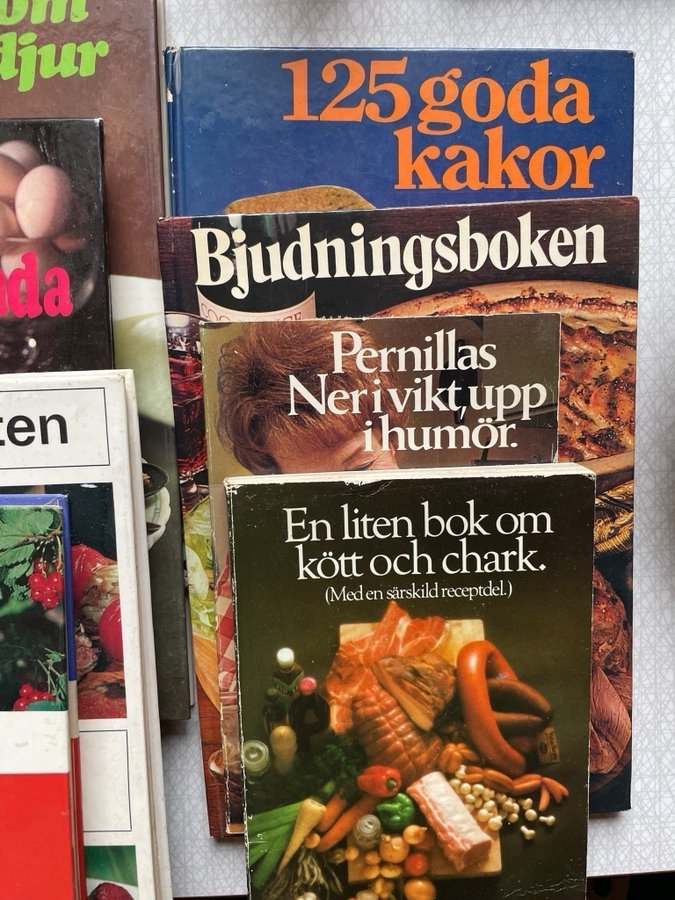 djur
da
ten
125 goda
kakor
Bjudningsboken
Pernillas
Ner i vikt, upp
i humör.
En liten bok om
kött och chark.
(Med en särskild receptdel.)